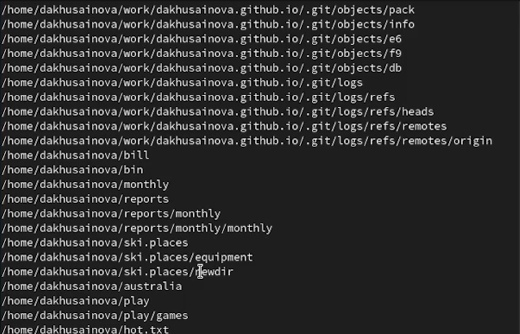 /home/dakhusainova/work/dakhusainova.github.io/.git/objects/pack
/home/dakhusainova/work/dakhusainova.github.io/.git/objects/info
/home/dakhusainova/work/dakhusainova.github.io/.git/objects/e6
/home/dakhusainova/work/dakhusainova.github.io/.git/objects/f9
/home/dakhusainova/work/dakhusainova.github.io/.git/objects/db
/home/dakhusainova/work/dakhusainova.github.io/.git/logs
/home/dakhusainova/work/dakhusainova.github.io/.git/logs/refs
/home/dakhusainova/work/dakhusainova.github.io/.git/logs/refs/heads
/home/dakhusainova/work/dakhusainova.github.io/.git/logs/refs/remotes
/home/dakhusainova/work/dakhusainova.github.io/.git/logs/refs/remotes/origin
/home/dakhusainova/bill
/home/dakhusainova/bin
/home/dakhusainova/monthly
/home/dakhusainova/reports
/home/dakhusainova/reports/monthly
/home/dakhusainova/reports/monthly/monthly
/home/dakhusainova/ski.places
/home/dakhusainova/ski.places/equipment
/home/dakhusainova/ski.places/newdir
/home/dakhusainova/australia
/home/dakhusainova/play
/home/dakhusainova/play/games
/home/dakhusainova/hot.txt